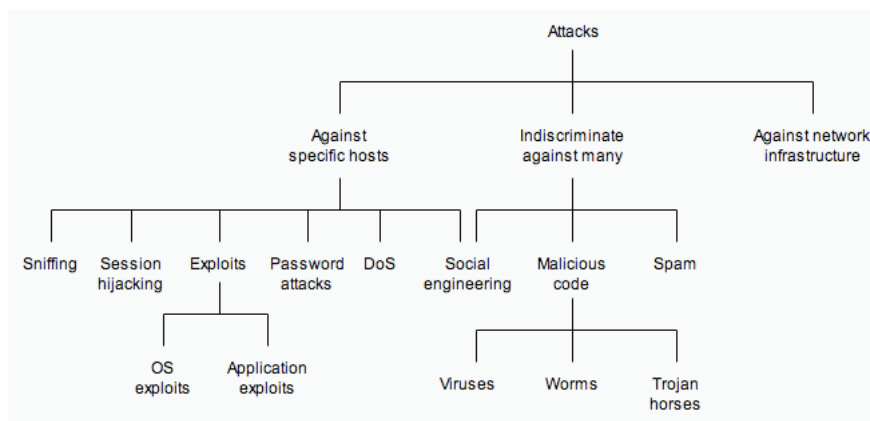 Attacks
Against
specific hosts
Indiscriminate
against many
Against network
infrastructure
Sniffing
Session
hijacking
Exploits
Password
attacks
DoS
Social
engineering
Malicious
code
Spam
OS
exploits
Application
exploits
Viruses
Worms
Trojan
horses